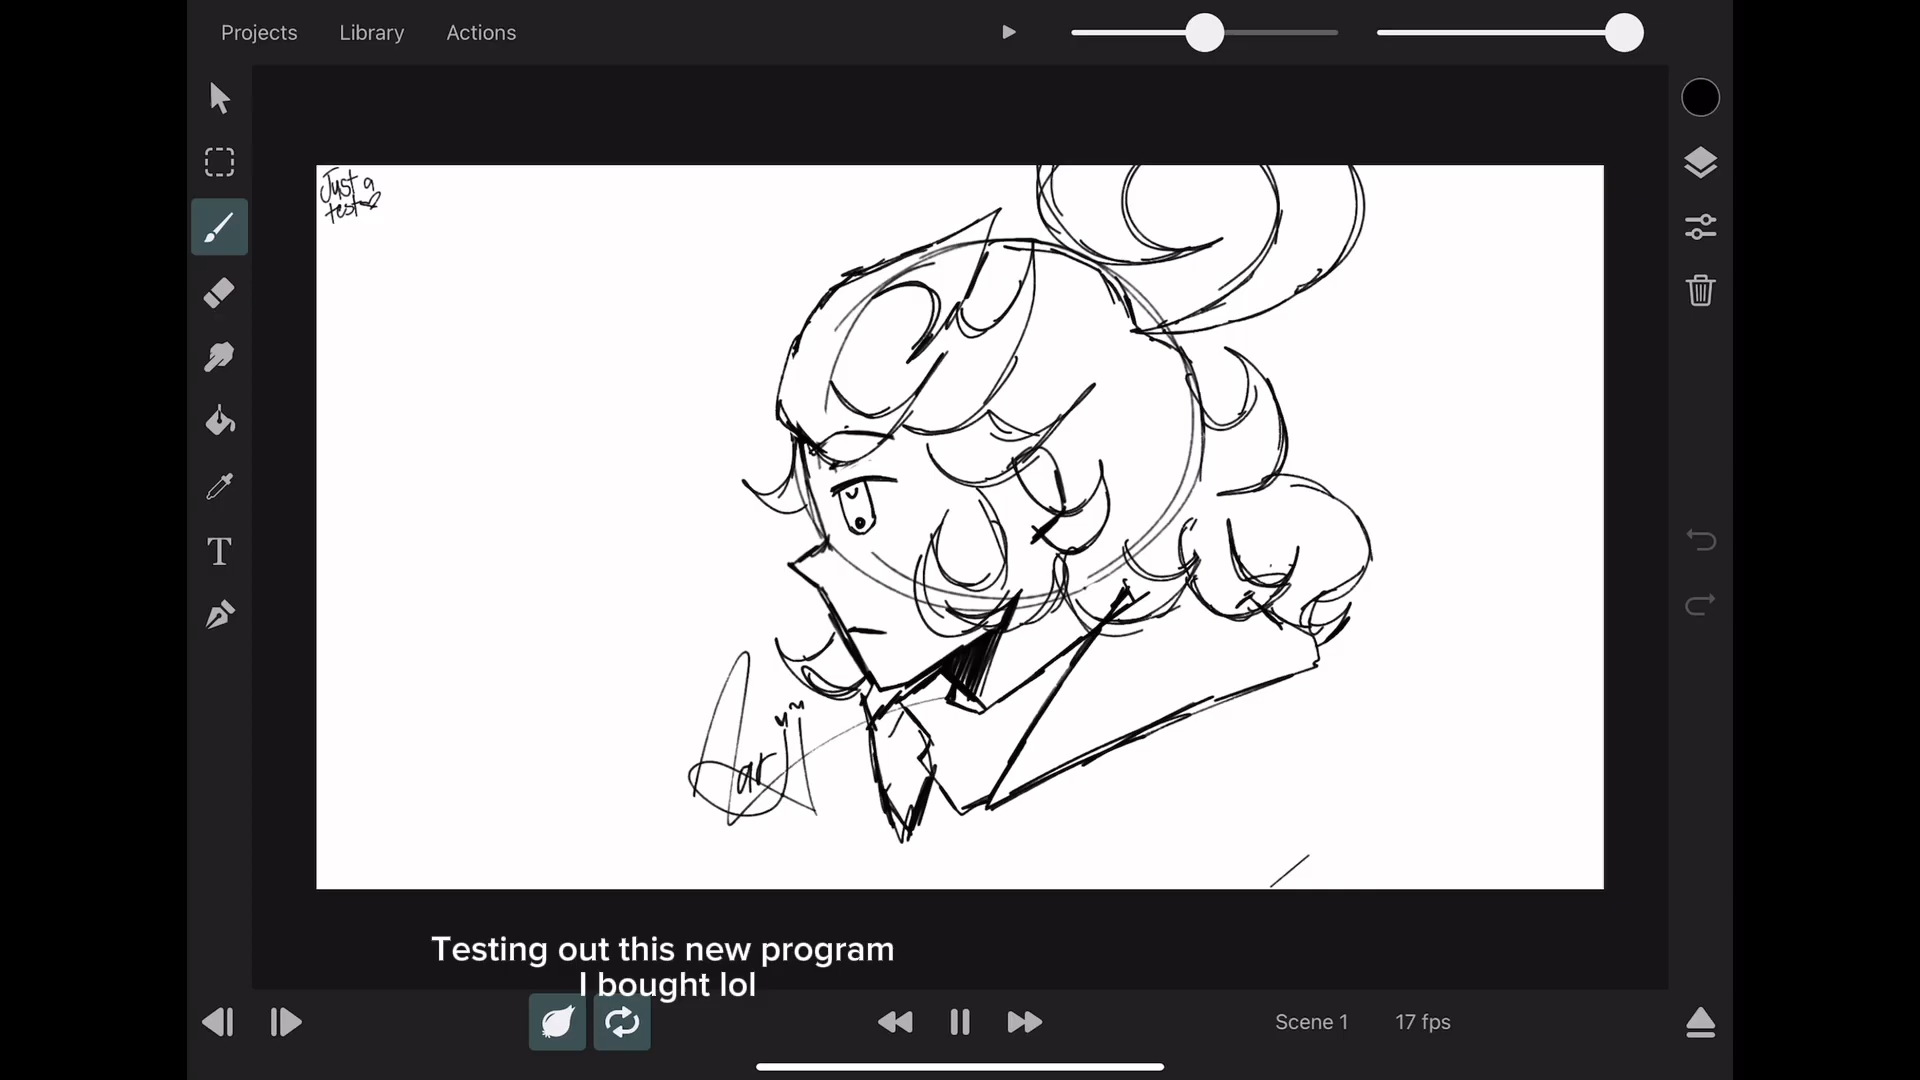 Projects Library Actions
Just a
test
T
Testing out this new program
I bought lol
Scene 1 17 fps